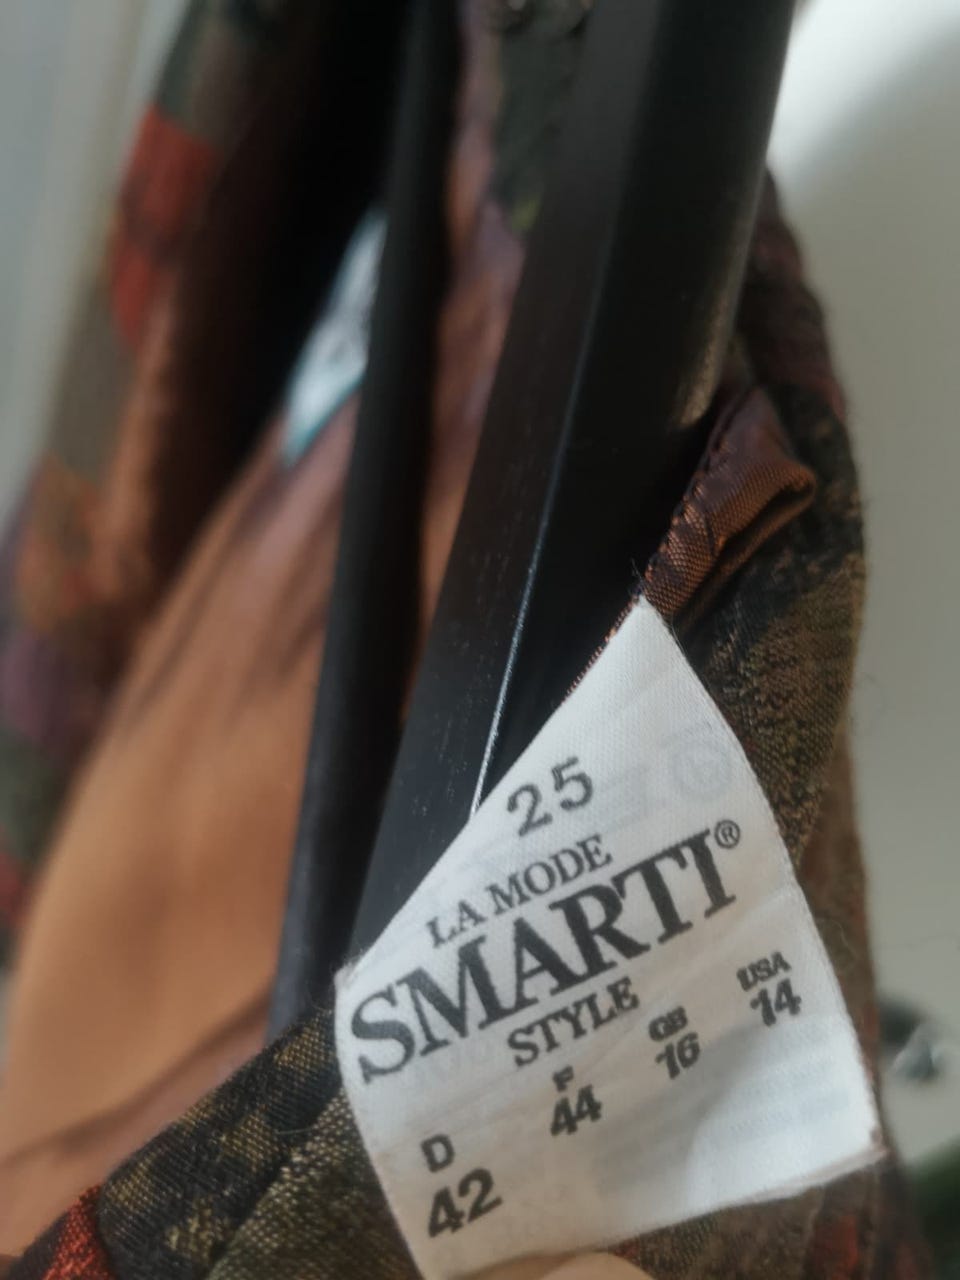 25
LA MODE
SMARTI®
STYLE
D F GB USA
42 44 16 14